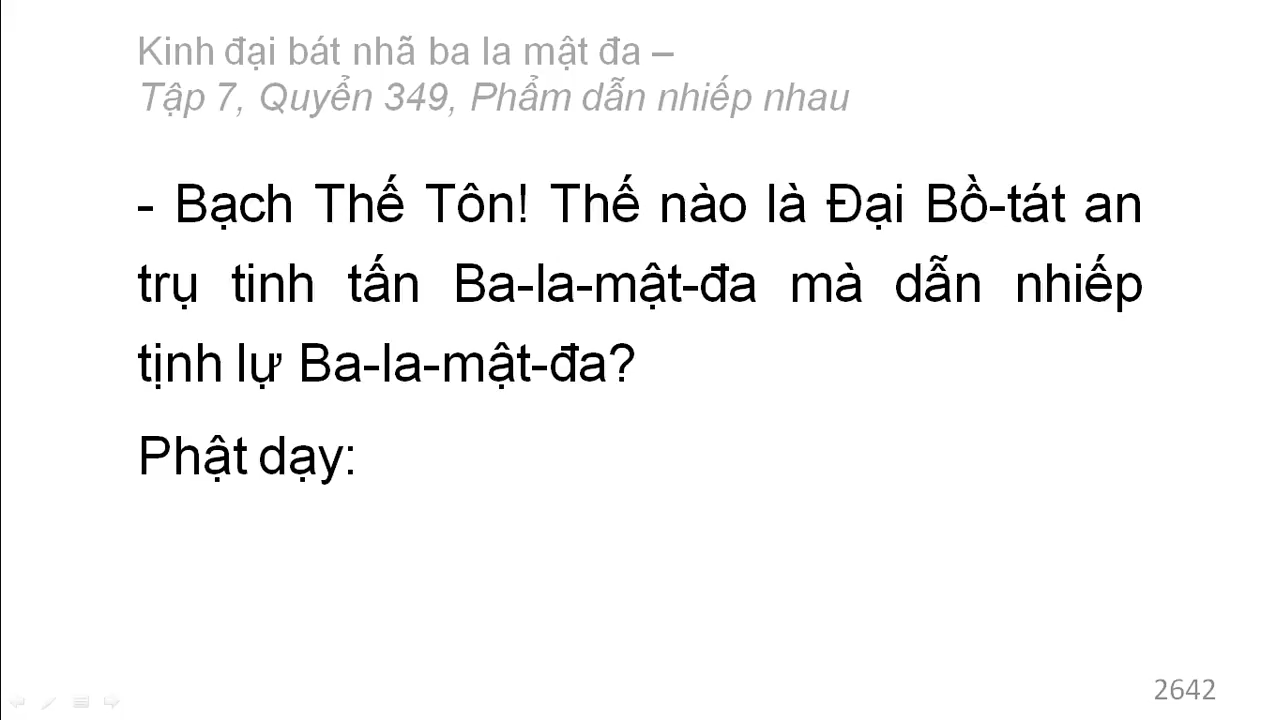 Kinh đại bát nhã ba la mật đa –
Tập 7, Quyển 349, Phẩm dẫn nhiếp nhau
- Bạch Thế Tôn! Thế nào là Đại Bồ-tát an
trụ tinh tấn Ba-la-mật-đa mà dẫn nhiếp
tịnh lự Ba-la-mật-đa?
Phật dạy:
2642